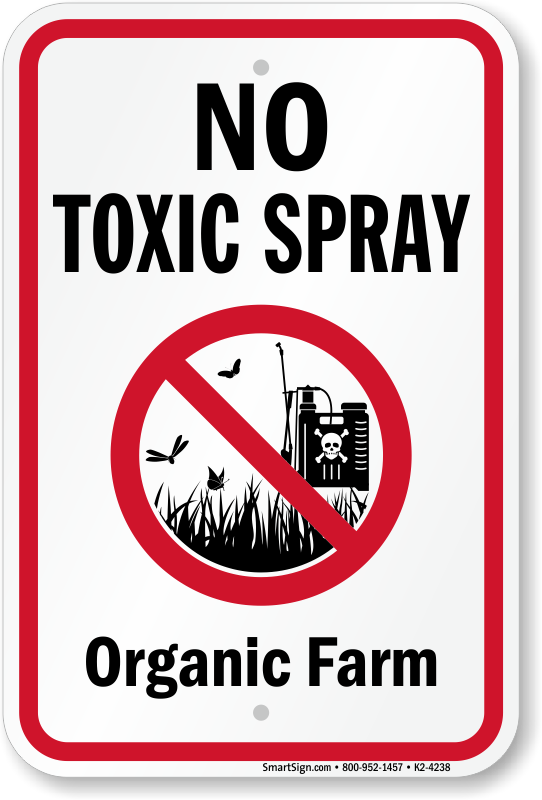 NO
TOXIC SPRAY
Organic Farm
SmartSign.com • 800-952-1457 • K2-4238